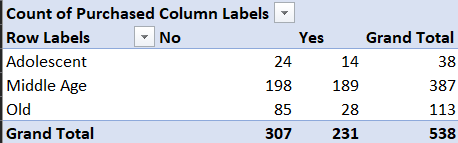 Count of Purchased Column Labels
Row Labels No Yes Grand Total
Adolescent 24 14 38
Middle Age 198 189 387
Old 85 28 113
Grand Total 307 231 538